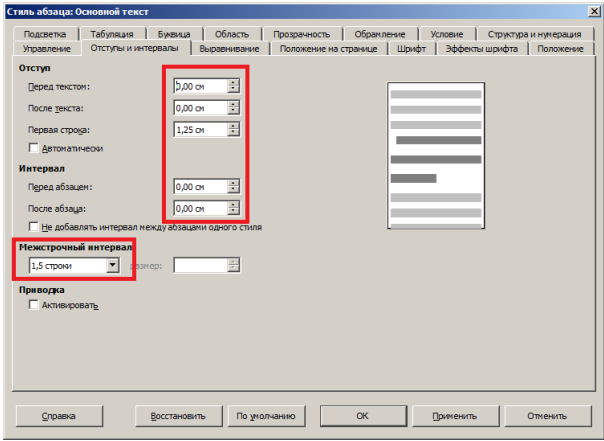 Стиль абзаца: Основной текст
Подсветка Табуляция Буквица Область Прозрачность Обрамление Условие Структура и нумерация
Управление Отступы и интервалы Выравнивание Положение на странице Шрифт Эффекты шрифта Положение
Отступ
Перед текстом: 0,00 см
После текста: 0,00 см
Первая строка: 1,25 см
Автоматически
Интервал
Перед абзацем: 0,00 см
После абзаца: 0,00 см
Не добавлять интервал между абзацами одного стиля
Межстрочный интервал
1,5 строки размер:
Приводка
Активировать
Справка Восстановить По умолчанию ОК Применить Отменить